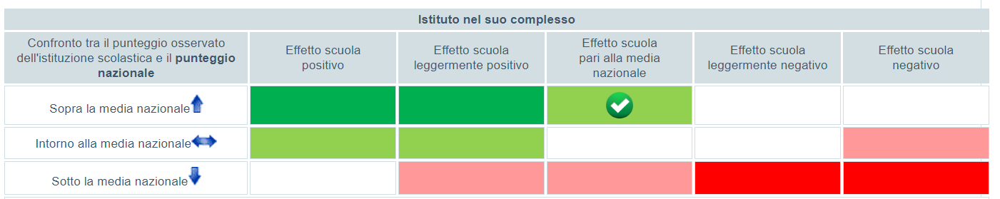 Istituto nel suo complesso
Confronto tra il punteggio osservato
dell'istituzione scolastica e il punteggio
nazionale
Effetto scuola
positivo
Effetto scuola
leggermente positivo
Effetto scuola
pari alla media
nazionale
Effetto scuola
leggermente negativo
Effetto scuola
negativo
Sopra la media nazionale
Intorno alla media nazionale
Sotto la media nazionale